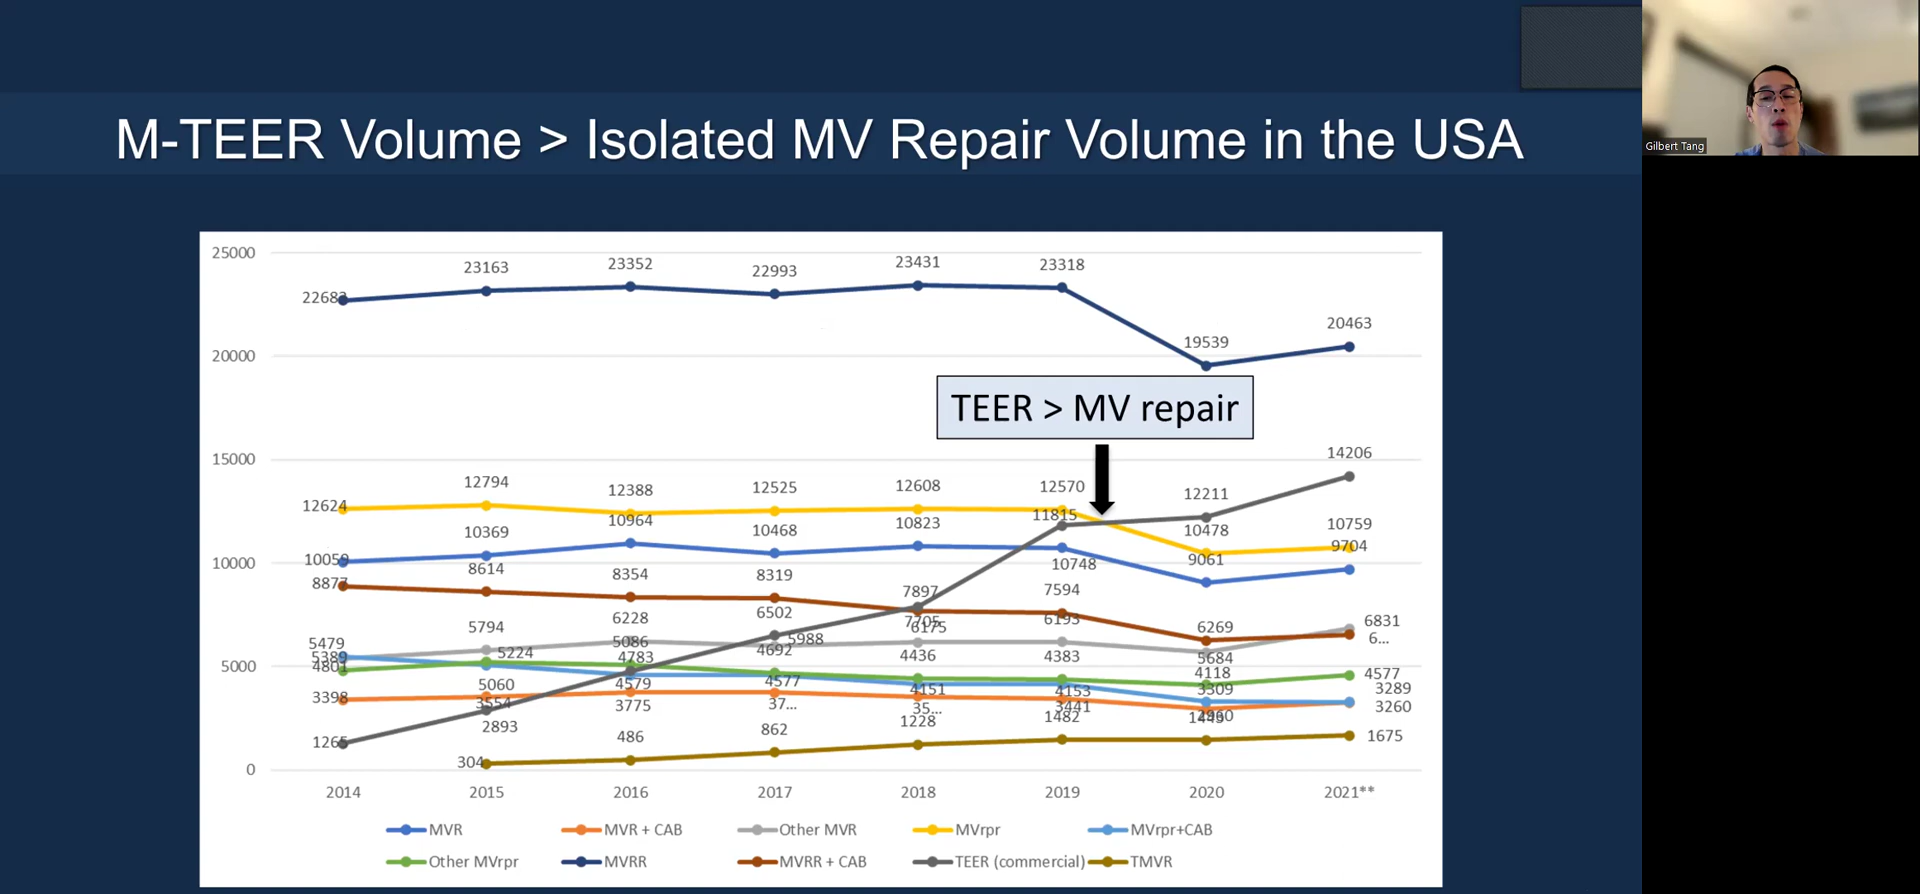 M-TEER Volume > Isolated MV Repair Volume in the USA
Gilbert Tang
TEER > MV repair
25000
20000
15000
10000
5000
0
22683 23163 23352 22993 23431 23318 19539 20463
12624 12794 12388 12525 12608 12570 10478 10759
10059 10369 10964 10468 10823 10748 9061 9704
8877 8614 8354 8319 7705 7594 6269 6...
5389 5794 6228 5988 6175 6193 5684 6831
5479 5060 4579 4577 4151 4153 3309 3260
4801 5224 5086 4692 4436 4383 4118 4577
3398 3554 3775 37... 35... 3441 2960 3289
1265 2893 4783 6502 7897 11815 12211 14206
304 486 862 1228 1482 1445 1675
2014 2015 2016 2017 2018 2019 2020 2021**
MVR MVR + CAB Other MVR MVrpr MVrpr+CAB
Other MVrpr MVRR MVRR + CAB TEER (commercial) TMVR